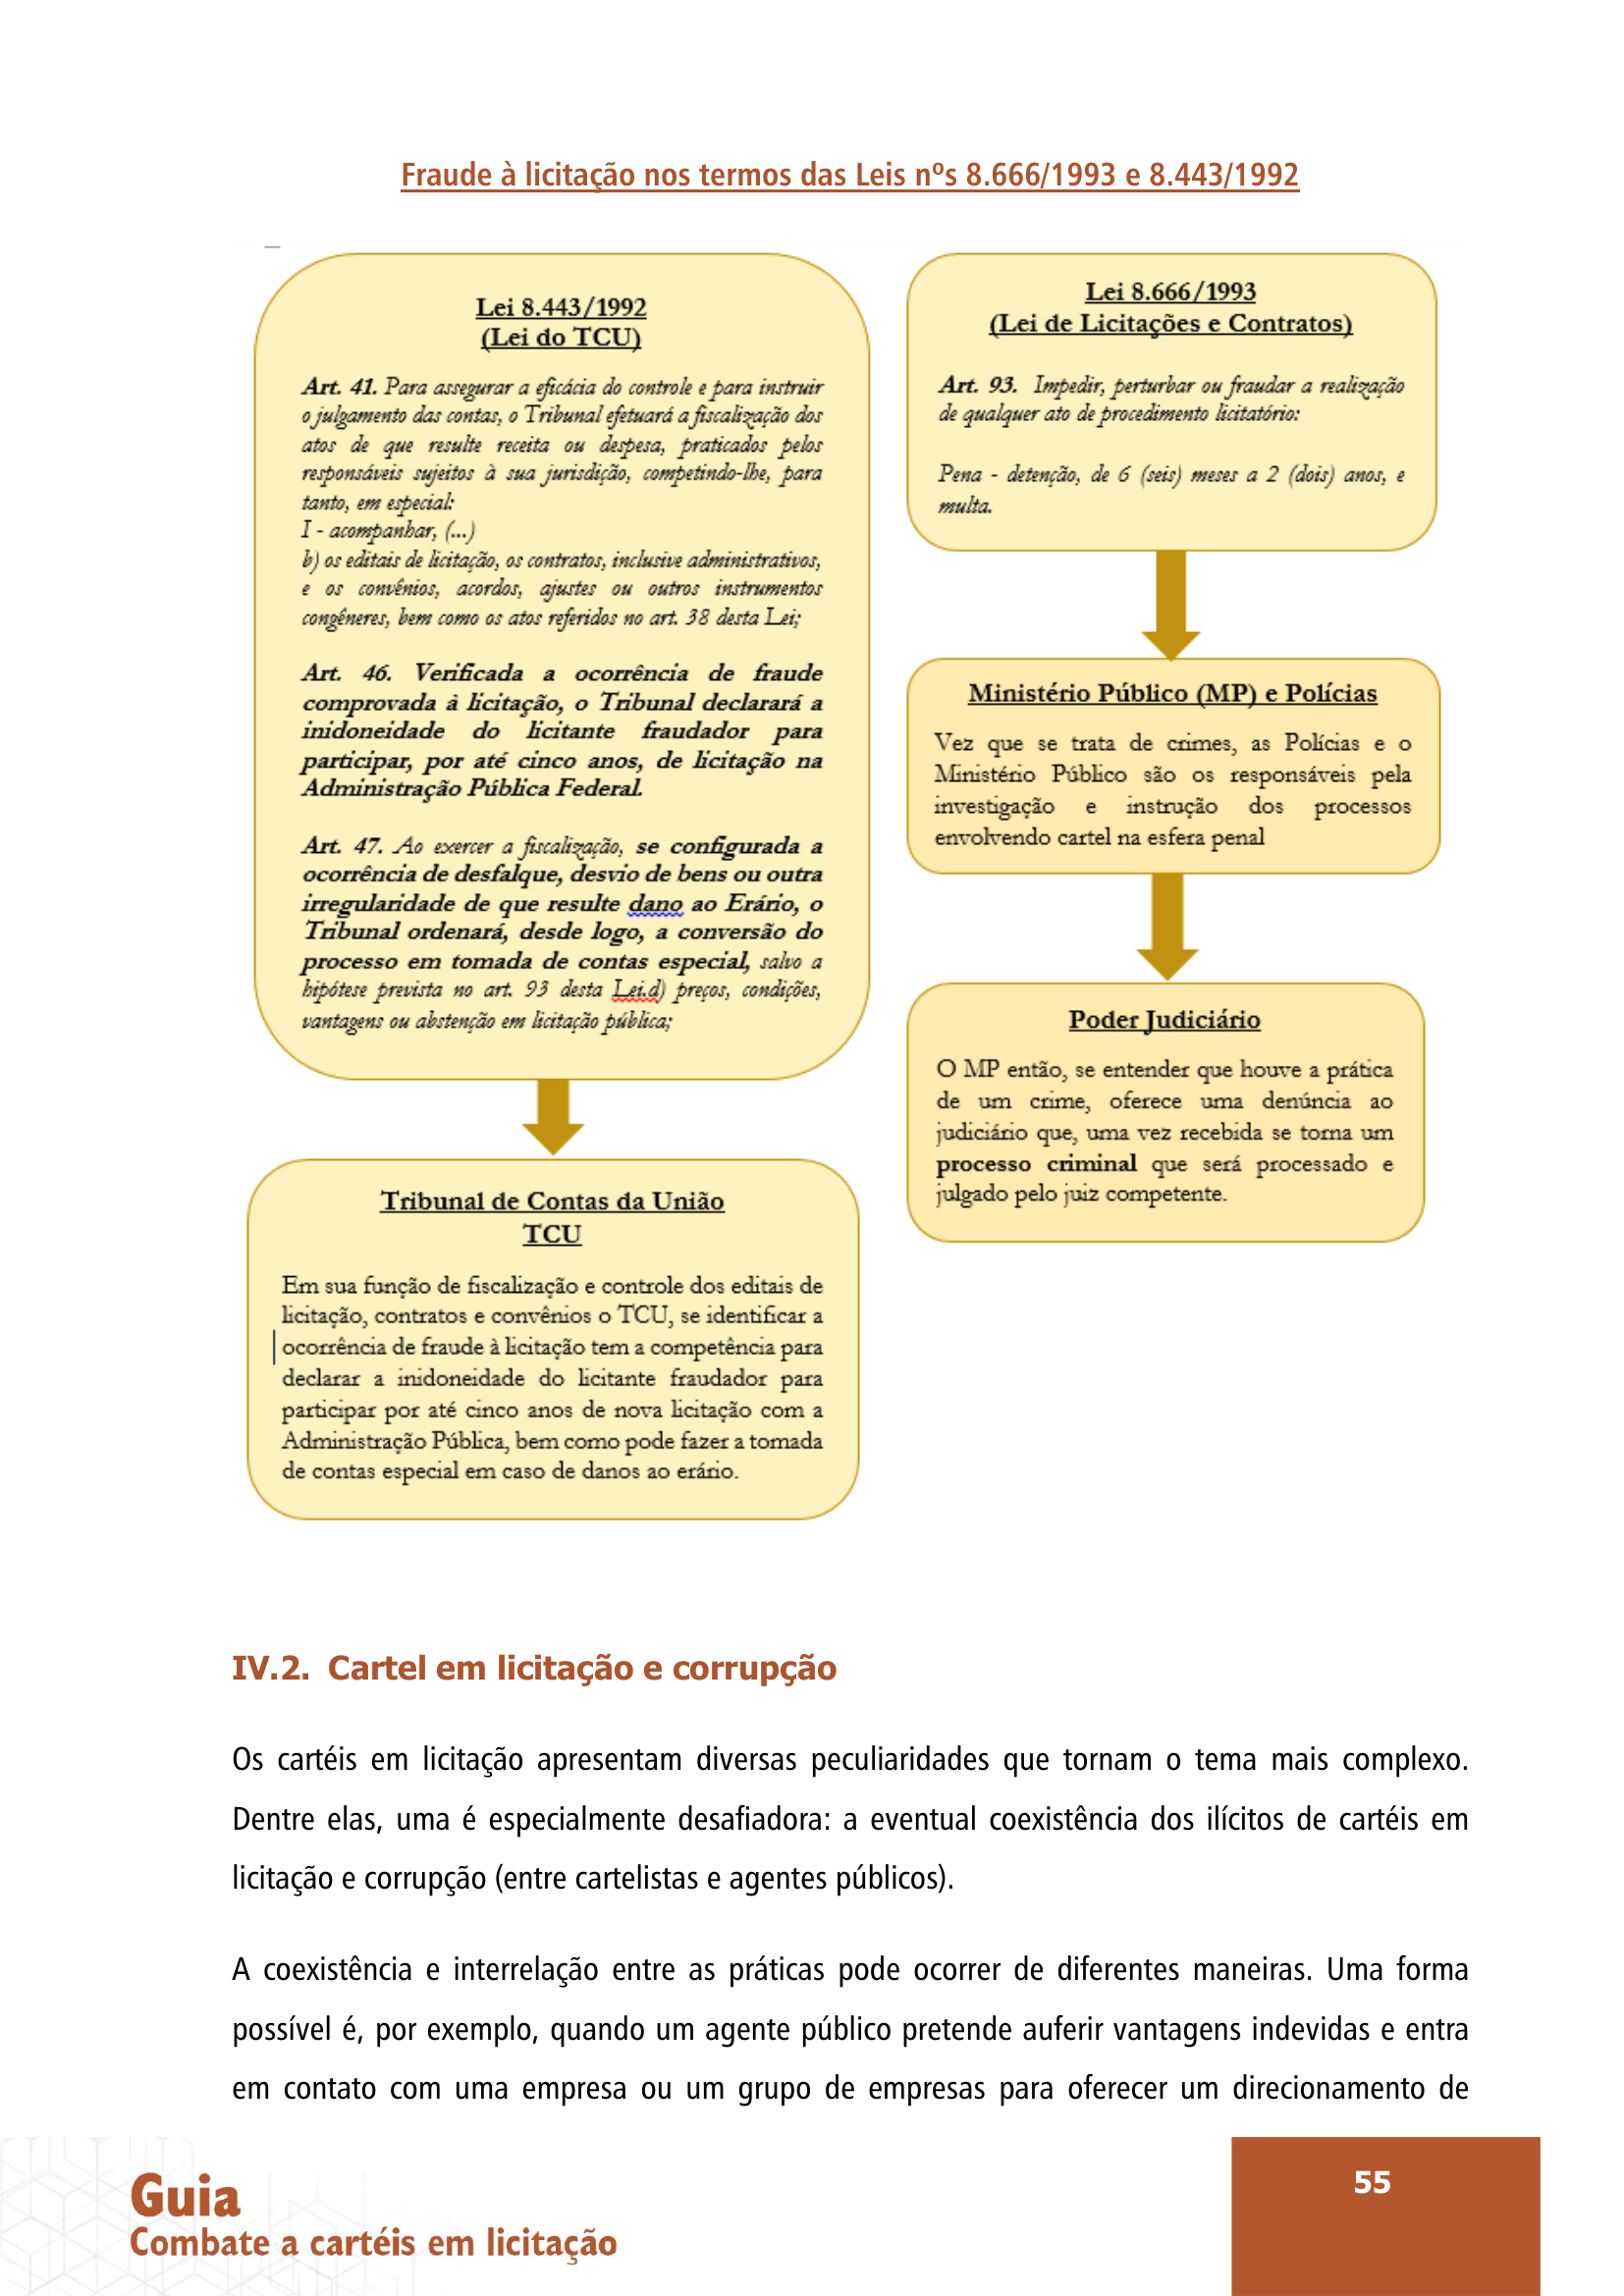 Fraude à licitação nos termos das Leis nºs 8.666/1993 e 8.443/1992
Lei 8.443/1992
(Lei do TCU)
Art. 41. Para assegurar a eficácia do controle e para instruir
o julgamento das contas, o Tribunal efetuará a fiscalização dos
atos de que resulte receita ou despesa, praticados pelos
responsáveis sujeitos à sua jurisdição, competindo-lhe, para
tanto, em especial:
I - acompanhar, (...)
b) os editais de licitação, os contratos, inclusive administrativos,
e os convênios, acordos, ajustes ou outros instrumentos
congêneres, bem como os atos referidos no art. 38 desta Lei;
Art. 46. Verificada a ocorrência de fraude
comprovada à licitação, o Tribunal declarará a
inidoneidade do licitante fraudador para
participar, por até cinco anos, de licitação na
Administração Pública Federal.
Art. 47. Ao exercer a fiscalização, se configurada a
ocorrência de desfalque, desvio de bens ou outra
irregularidade de que resulte dano ao Erário, o
Tribunal ordenará, desde logo, a conversão do
processo em tomada de contas especial, salvo a
hipótese prevista no art. 93 desta Lei.d) preços, condições,
vantagens ou abstenção em licitação pública;
Tribunal de Contas da União
TCU
Em sua função de fiscalização e controle dos editais de
licitação, contratos e convênios o TCU, se identificar a
ocorrência de fraude à licitação tem a competência para
declarar a inidoneidade do licitante fraudador para
participar por até cinco anos de nova licitação com a
Administração Pública, bem como pode fazer a tomada
de contas especial em caso de danos ao erário.
Lei 8.666/1993
(Lei de Licitações e Contratos)
Art. 93. Impedir, perturbar ou fraudar a realização
de qualquer ato de procedimento licitatório:
Pena - detenção, de 6 (seis) meses a 2 (dois) anos, e
multa.
Ministério Público (MP) e Polícias
Vez que se trata de crimes, as Polícias e o
Ministério Público são os responsáveis pela
investigação e instrução dos processos
envolvendo cartel na esfera penal
Poder Judiciário
O MP então, se entender que houve a prática
de um crime, oferece uma denúncia ao
judiciário que, uma vez recebida se torna um
processo criminal que será processado e
julgado pelo juiz competente.
IV.2. Cartel em licitação e corrupção
Os cartéis em licitação apresentam diversas peculiaridades que tornam o tema mais complexo.
Dentre elas, uma é especialmente desafiadora: a eventual coexistência dos ilícitos de cartéis em
licitação e corrupção (entre cartelistas e agentes públicos).
A coexistência e interrelação entre as práticas pode ocorrer de diferentes maneiras. Uma forma
possível é, por exemplo, quando um agente público pretende auferir vantagens indevidas e entra
em contato com uma empresa ou um grupo de empresas para oferecer um direcionamento de
Guia
Combate a cartéis em licitação
55